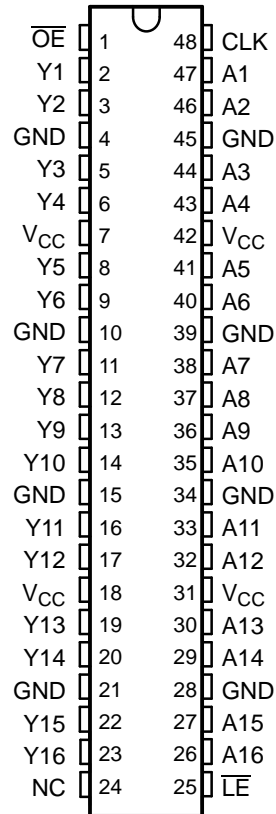 O̅E̅ 1 48 CLK
Y1 2 47 A1
Y2 3 46 A2
GND 4 45 GND
Y3 5 44 A3
Y4 6 43 A4
VCC 7 42 VCC
Y5 8 41 A5
Y6 9 40 A6
GND 10 39 GND
Y7 11 38 A7
Y8 12 37 A8
Y9 13 36 A9
Y10 14 35 A10
GND 15 34 GND
Y11 16 33 A11
Y12 17 32 A12
VCC 18 31 VCC
Y13 19 30 A13
Y14 20 29 A14
GND 21 28 GND
Y15 22 27 A15
Y16 23 26 A16
NC 24 25 L̅E̅